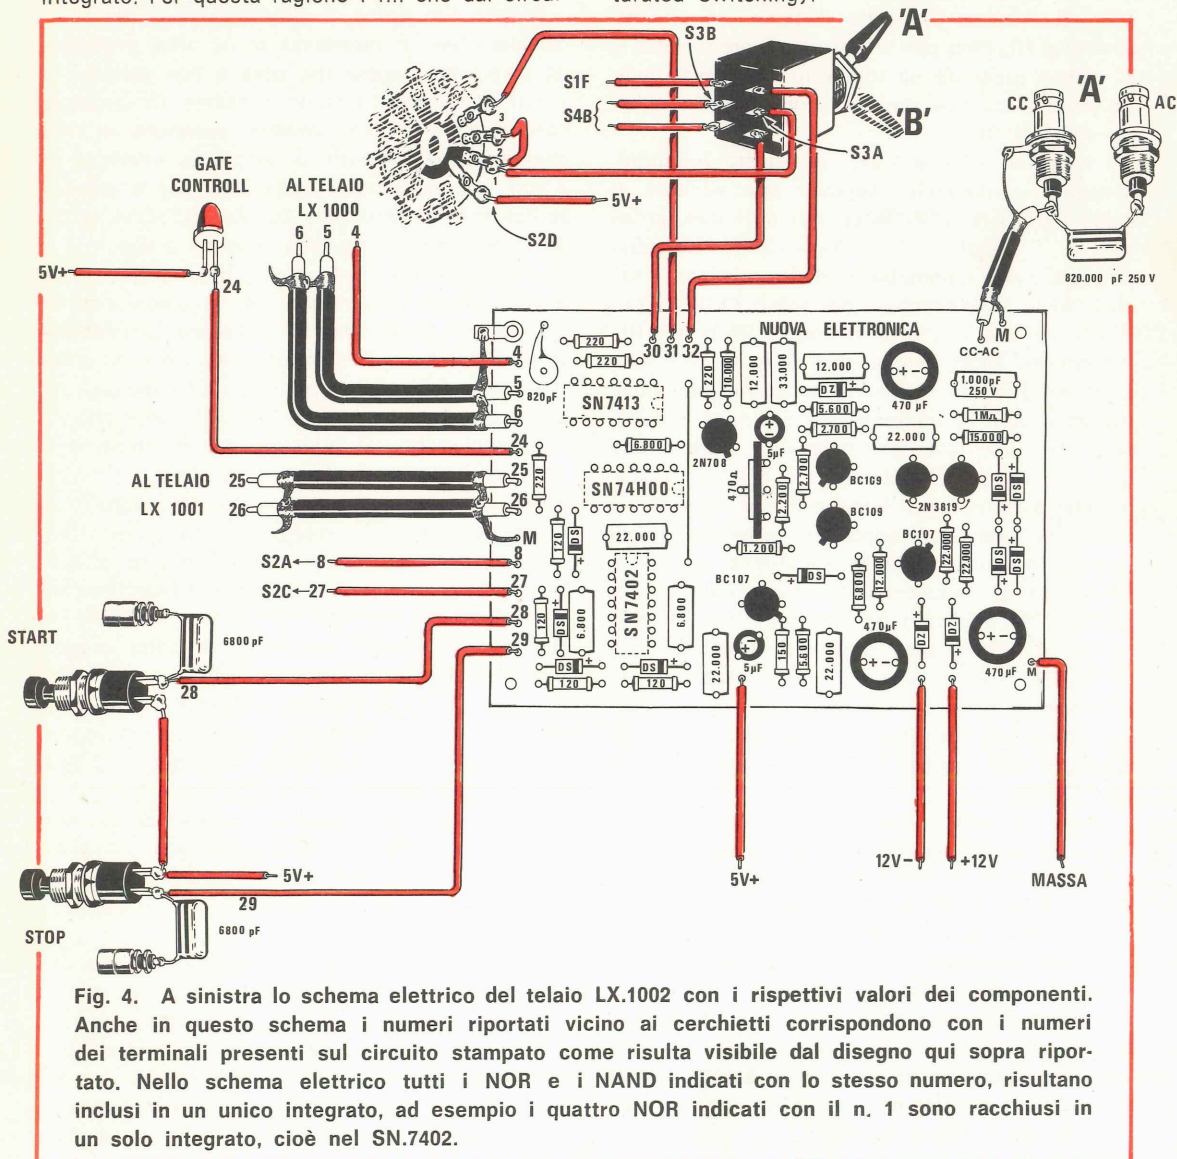 'A'
S3B
S1F
S4B
S3A
'B'
CC
'A'
AC
820.000 pF 250 V
3
2
1
5V+
S2D
GATE
CONTROLL
5V+
24
AL TELAIO
LX 1000
6 5 4
30 31 32
NUOVA ELETTRONICA
M
CC-AC
4
5
6
24
25
26
M
8
27
28
29
820pF
220
220
SN7413
6.800
220
SN74H00
22.000
120
DS
SN7402
6.800
6.800
120
DS
DS
120
DS
120
220
10.000
12.000
33.000
12.000
DZ
5.600
2.700
470 µF
1.000pF
250 V
1MΩ
15.000
22.000
2N708
5µF
470Ω
2.700
2.200
BC109
BC109
2N3819
DS
DS
1.200
BC107
22.000
22.000
DS
DS
BC107
DS
6.800
12.000
470µF
DZ
DZ
22.000
5µF
150
5.600
22.000
470µF
M
AL TELAIO 25
LX 1001 26
S2A 8
S2C 27
START
6800 pF
28
5V+
29
STOP
6800 pF
5V+
12V-
+12V
MASSA
Fig. 4. A sinistra lo schema elettrico del telaio LX.1002 con i rispettivi valori dei componenti.
Anche in questo schema i numeri riportati vicino ai cerchietti corrispondono con i numeri
dei terminali presenti sul circuito stampato come risulta visibile dal disegno qui sopra ripor-
tato. Nello schema elettrico tutti i NOR e i NAND indicati con lo stesso numero, risultano
inclusi in un unico integrato, ad esempio i quattro NOR indicati con il n. 1 sono racchiusi in
un solo integrato, cioè nel SN.7402.